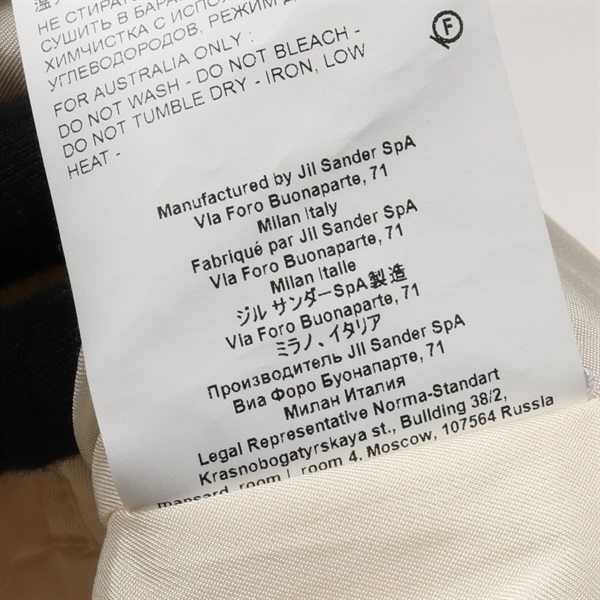 НЕ СТИРАТЬ
СУШИТЬ В БАРА
ХИМЧИСТКА С ИСПО
УГЛЕВОДОРОДОВ, РЕЖИМ Д
F
FOR AUSTRALIA ONLY :
DO NOT WASH - DO NOT BLEACH -
DO NOT TUMBLE DRY - IRON, LOW
HEAT -
Manufactured by Jil Sander SpA
Via Foro Buonaparte, 71
Milan Italy
Fabriqué par Jil Sander SpA
Via Foro Buonaparte, 71
Milan Italie
ジル サンダーSpA製造
Via Foro Buonaparte, 71
ミラノ、イタリア
Производитель Jil Sander SpA
Виа Форо Буонапарте, 71
Милан Италия
Legal Representative Norma-Standart
Krasnobogatyrskaya st., Building 38/2,
mansard, room I, room 4, Moscow, 107564 Russia